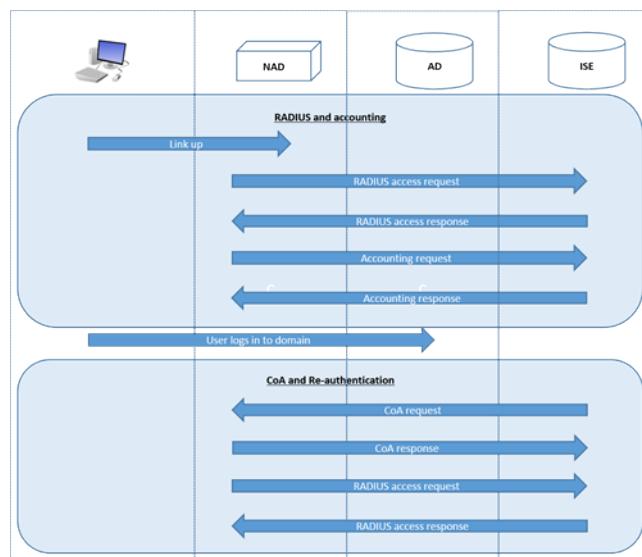 NAD
AD
ISE
RADIUS and accounting
Link up
RADIUS access request
RADIUS access response
Accounting request
C
C
Accounting response
User logs in to domain
CoA and Re-authentication
CoA request
CoA response
RADIUS access request
RADIUS access response